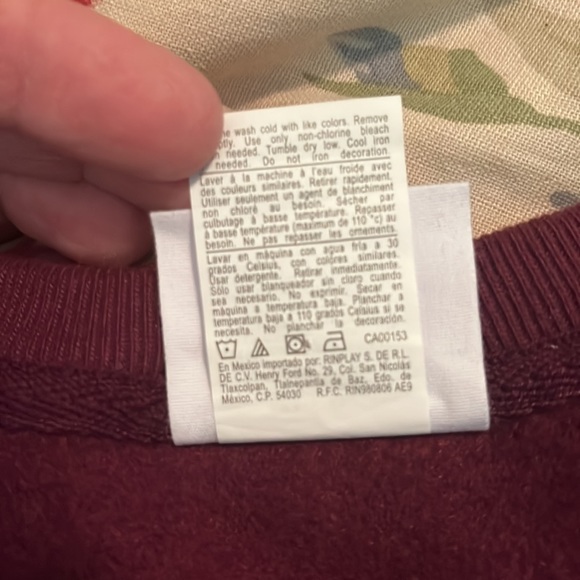 wash cold with like colors. Remove
Use only non-chlorine bleach
needed. Tumble dry low. Cool iron
needed. Do not iron decoration.
Laver à la machine à l'eau froide avec
des couleurs similaires. Retirer rapidement.
Utiliser seulement un agent de blanchiment
non chloré au besoin. Sécher par
culbutage à basse température. Repasser
à basse température (maximum de 110 °c) au
besoin. Ne pas repasser les ornements.
Lavar en máquina con agua fría a 30
grados Celsius, con colores similares.
Usar detergente. Retirar inmediatamente.
Sólo usar blanqueador sin cloro cuando
sea necesario. No exprimir. Secar en
máquina a temperatura baja. Planchar a
temperatura baja a 110 grados Celsius si se
necesita. No planchar la decoración.
CA00153
En Mexico importado por: RINPLAY S. DE R.L.
DE C.V. Henry Ford No. 29, Col. San Nicolás
Tlaxcolpan, Tlalnepantla de Baz, Edo. de
México, C.P. 54030 R.F.C. RIN980806 AE9